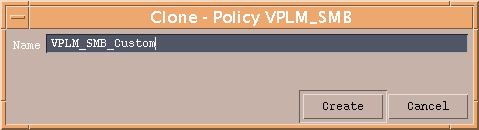 Clone - Policy VPLM_SMB
Name VPLM_SMB_Custom
Create Cancel